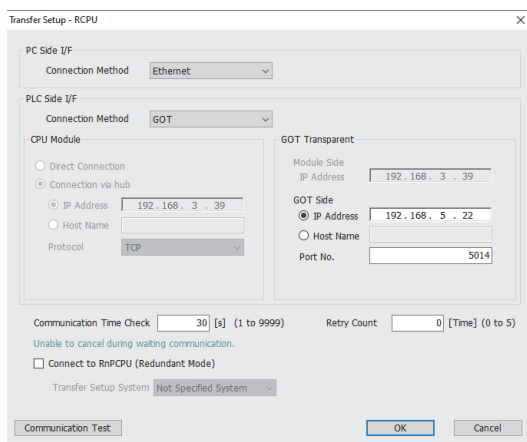 Transfer Setup - RCPU
PC Side I/F
Connection Method Ethernet
PLC Side I/F
Connection Method GOT
CPU Module
Direct Connection
Connection via hub
IP Address 192 . 168 . 3 . 39
Host Name
Protocol TCP
GOT Transparent
Module Side
IP Address 192 . 168 . 3 . 39
GOT Side
IP Address 192 . 168 . 5 . 22
Host Name
Port No. 5014
Communication Time Check 30 [s] (1 to 9999) Retry Count 0 [Time] (0 to 5)
Unable to cancel during waiting communication.
Connect to RnPCPU (Redundant Mode)
Transfer Setup System Not Specified System
Communication Test OK Cancel